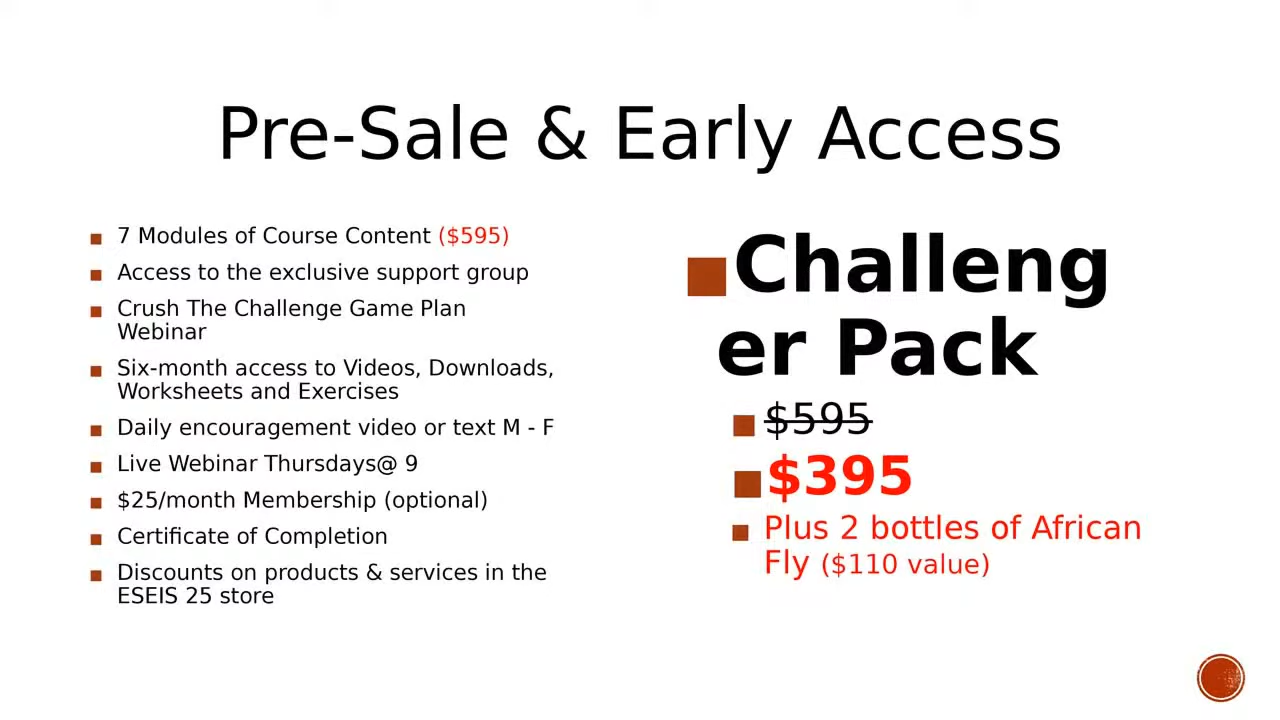 Pre-Sale & Early Access
7 Modules of Course Content ($595)
Access to the exclusive support group
Crush The Challenge Game Plan
Webinar
Six-month access to Videos, Downloads,
Worksheets and Exercises
Daily encouragement video or text M - F
Live Webinar Thursdays@ 9
$25/month Membership (optional)
Certificate of Completion
Discounts on products & services in the
ESEIS 25 store
Challeng
er Pack
$595
$395
Plus 2 bottles of African
Fly ($110 value)